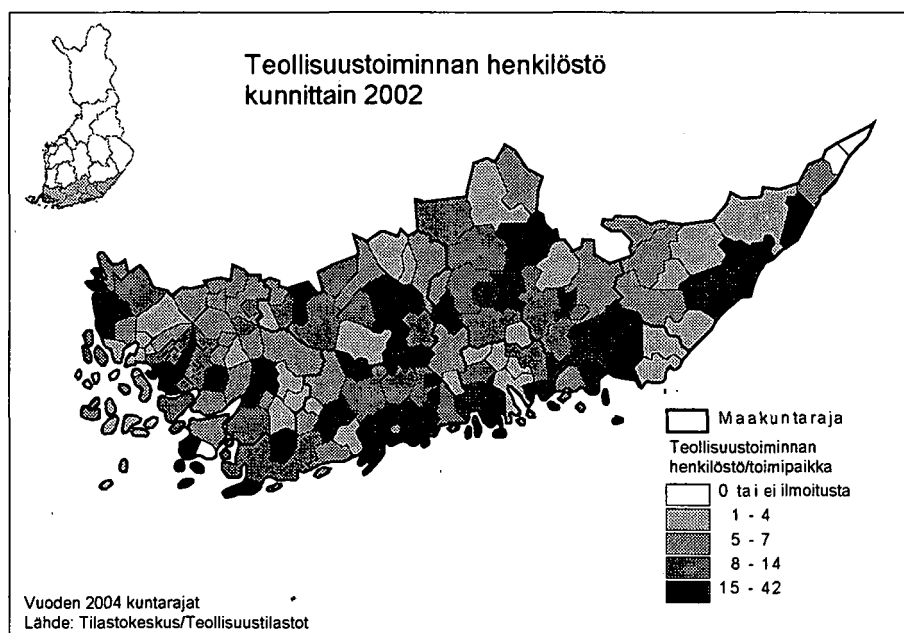 Teollisuustoiminnan henkilöstö
kunnittain 2002
Maakuntaraja
Teollisuustoiminnan
henkilöstö/toimipaikka
0 tai ei ilmoitusta
1 - 4
5 - 7
8 - 14
15 - 42
Vuoden 2004 kuntarajat
Lähde: Tilastokeskus/Teollisuustilastot